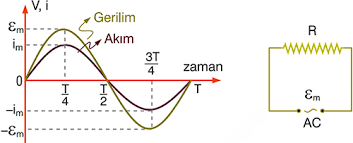 V, i
Gerilim
Akım
εm
im
0
–im
–εm
T/4
T/2
3T/4
T
zaman
R
εm
AC